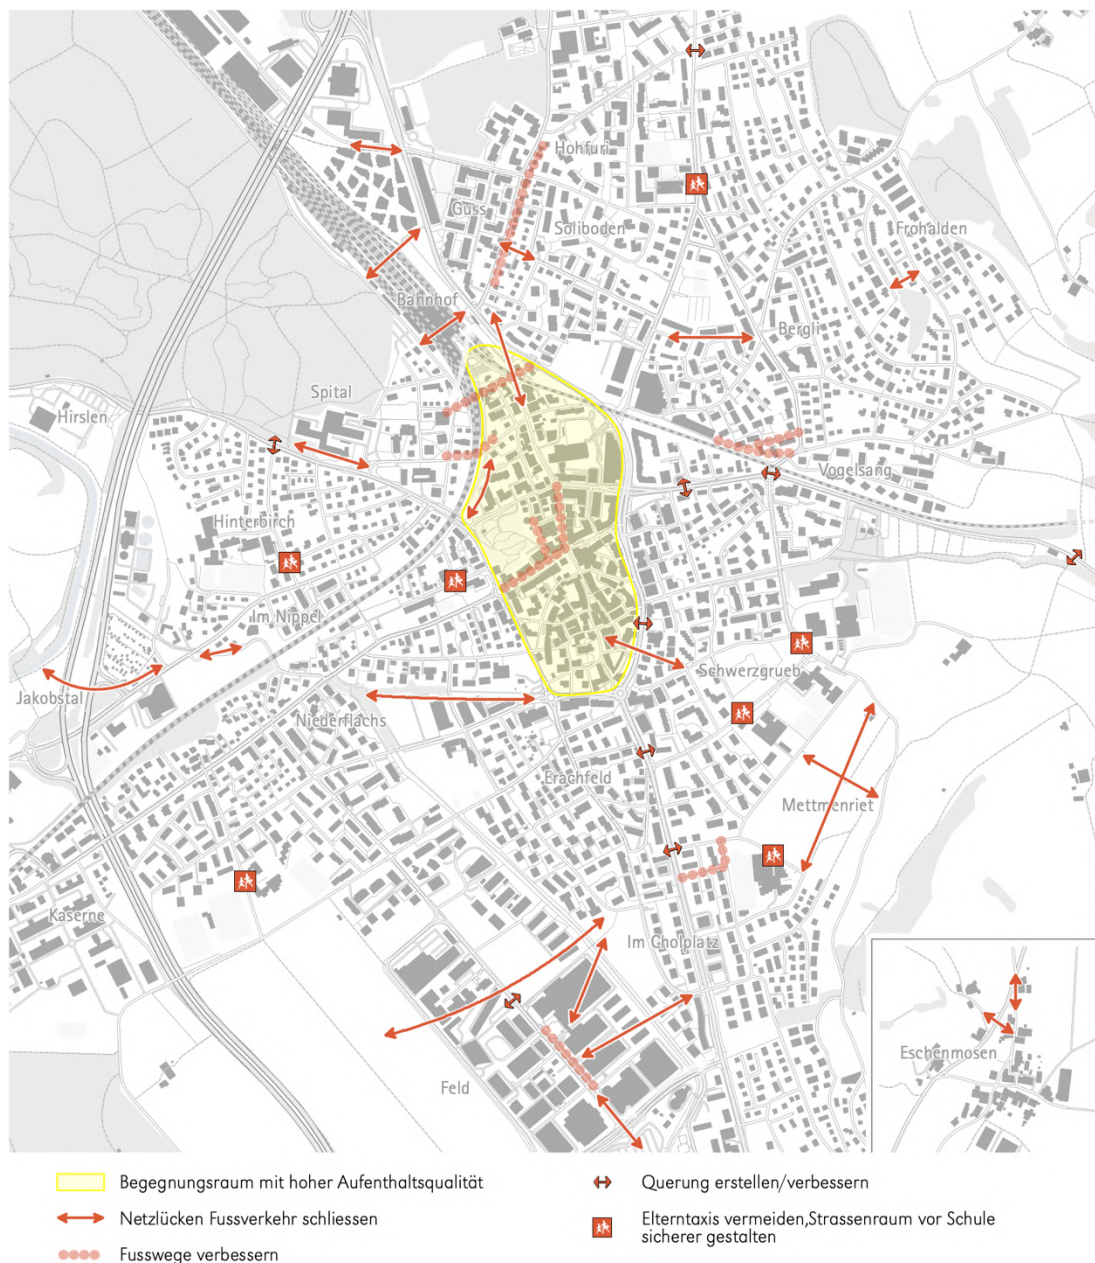 Hohfuri
Guss
Soliboden
Frohalden
Bahnhof
Bergli
Spital
Hirslen
Vogelsang
Hinterbirch
Im Nippel
Schwerzgrueb
Jakobstal
Niederflachs
Erachfeld
Mettmenriet
Kaserne
Im Cholplatz
Eschenmosen
Feld
Begegnungsraum mit hoher Aufenthaltsqualität
Netzlücken Fussverkehr schliessen
Fusswege verbessern
Querung erstellen/verbessern
Elterntaxis vermeiden,Strassenraum vor Schule
sicherer gestalten